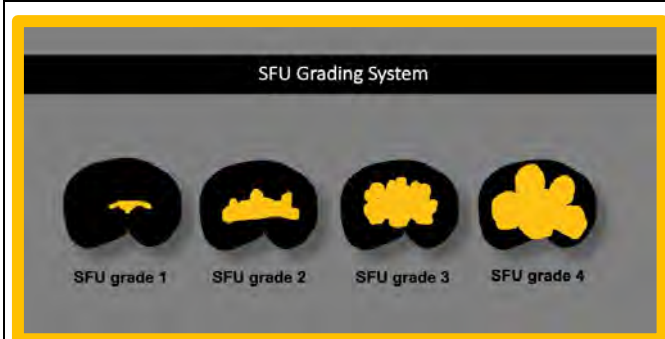 SFU Grading System
SFU grade 1
SFU grade 2
SFU grade 3
SFU grade 4